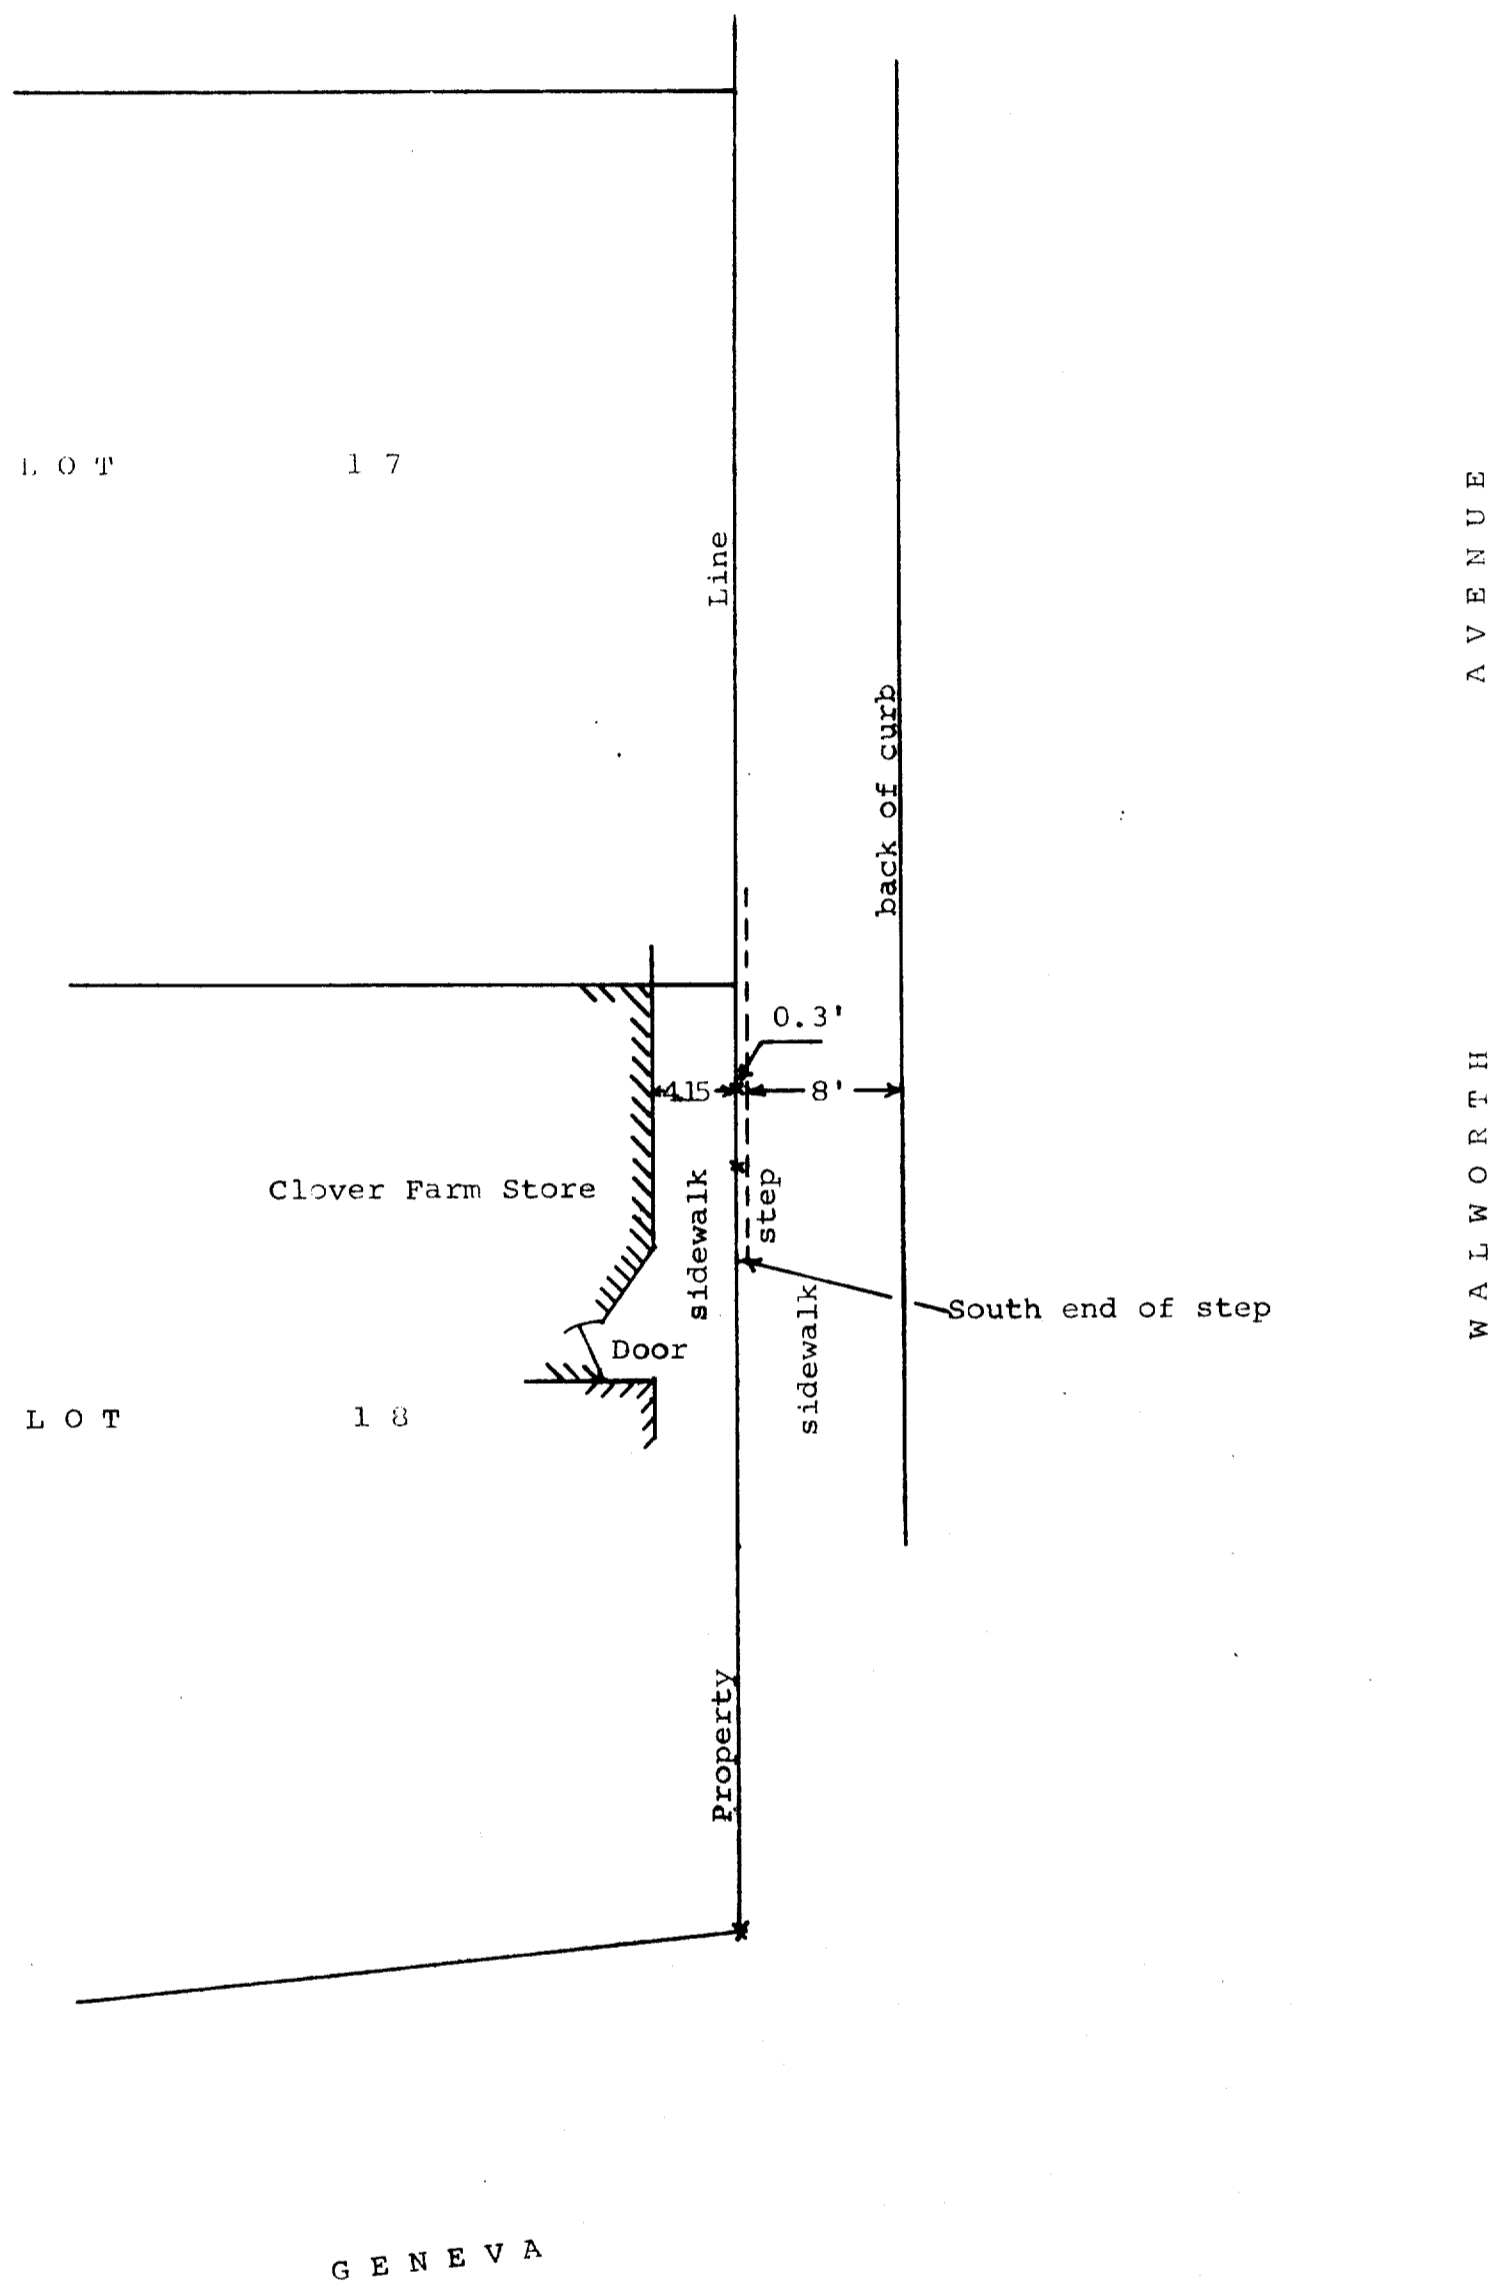 LOT 17
AVENUE
Line
back of curb
0.3'
4.15
8'
WALWORTH
Clover Farm Store
sidewalk
step
South end of step
sidewalk
Door
LOT 18
Property
GENEVA